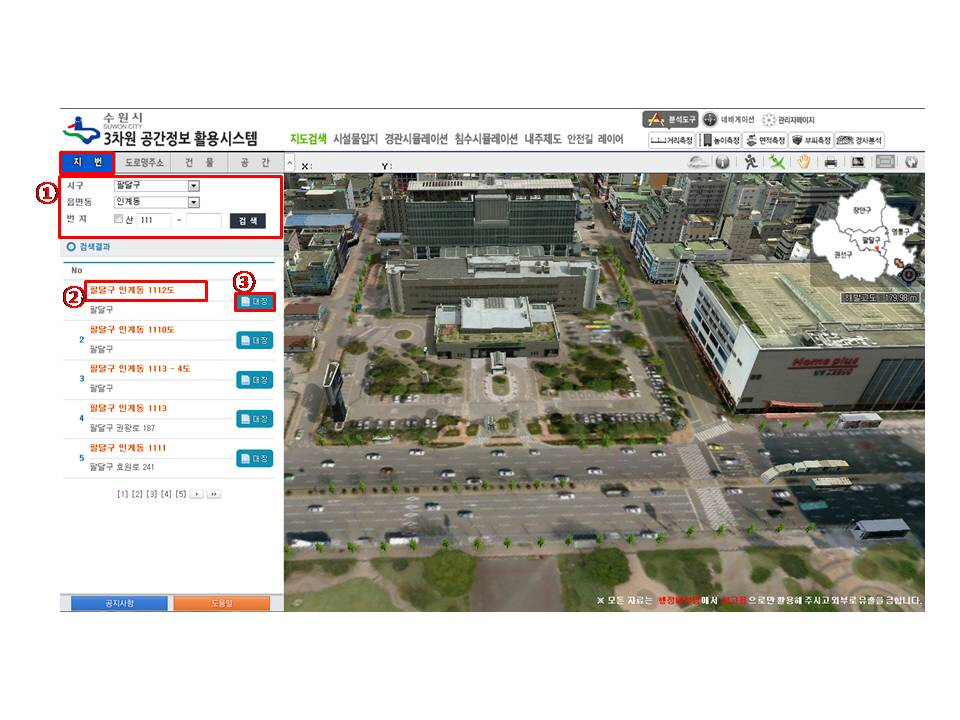 수원시
SUWON CITY
3차원 공간정보 활용시스템
지도검색 시설물입지 경관시뮬레이션 침수시뮬레이션 내주제도 안전길 레이어
분석도구 네비게이션 관리자페이지
거리측정 높이측정 면적측정 부피측정 경사분석
지 번 도로명주소 건 물 공 간
X: Y:
①
시구 팔달구
읍면동 인계동
번 지 산 111 - 검 색
검색결과
No
②
팔달구 인계동 1112도
③
대장
팔달구
팔달구 인계동 1110도
2 대장
팔달구
팔달구 인계동 1113 - 4도
3 대장
팔달구
팔달구 인계동 1113
4 대장
팔달구 권광로 187
팔달구 인계동 1111
5 대장
팔달구 효원로 241
[1] [2] [3] [4] [5]
공지사항 도움말
장안구
영통구
팔달구
권선구
해발고도 : 179.98 m
Home plus
※ 모든 자료는 행정내부망에서 참고용으로만 활용해 주시고 외부로 유출을 금합니다.